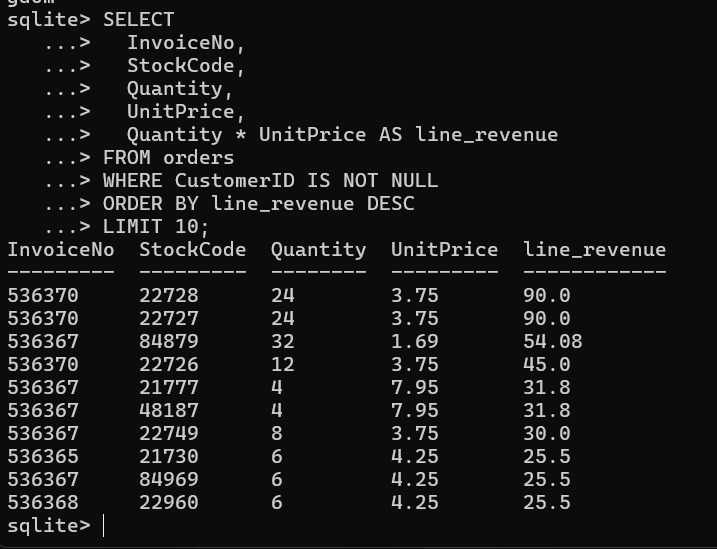 sqlite> SELECT
   ...>   InvoiceNo,
   ...>   StockCode,
   ...>   Quantity,
   ...>   UnitPrice,
   ...>   Quantity * UnitPrice AS line_revenue
   ...> FROM orders
   ...> WHERE CustomerID IS NOT NULL
   ...> ORDER BY line_revenue DESC
   ...> LIMIT 10;
InvoiceNo  StockCode  Quantity  UnitPrice  line_revenue
---------  ---------  --------  ---------  ------------
536370     22728      24        3.75       90.0
536370     22727      24        3.75       90.0
536367     84879      32        1.69       54.08
536370     22726      12        3.75       45.0
536367     21777      4         7.95       31.8
536367     48187      4         7.95       31.8
536367     22749      8         3.75       30.0
536365     21730      6         4.25       25.5
536367     84969      6         4.25       25.5
536368     22960      6         4.25       25.5
sqlite>